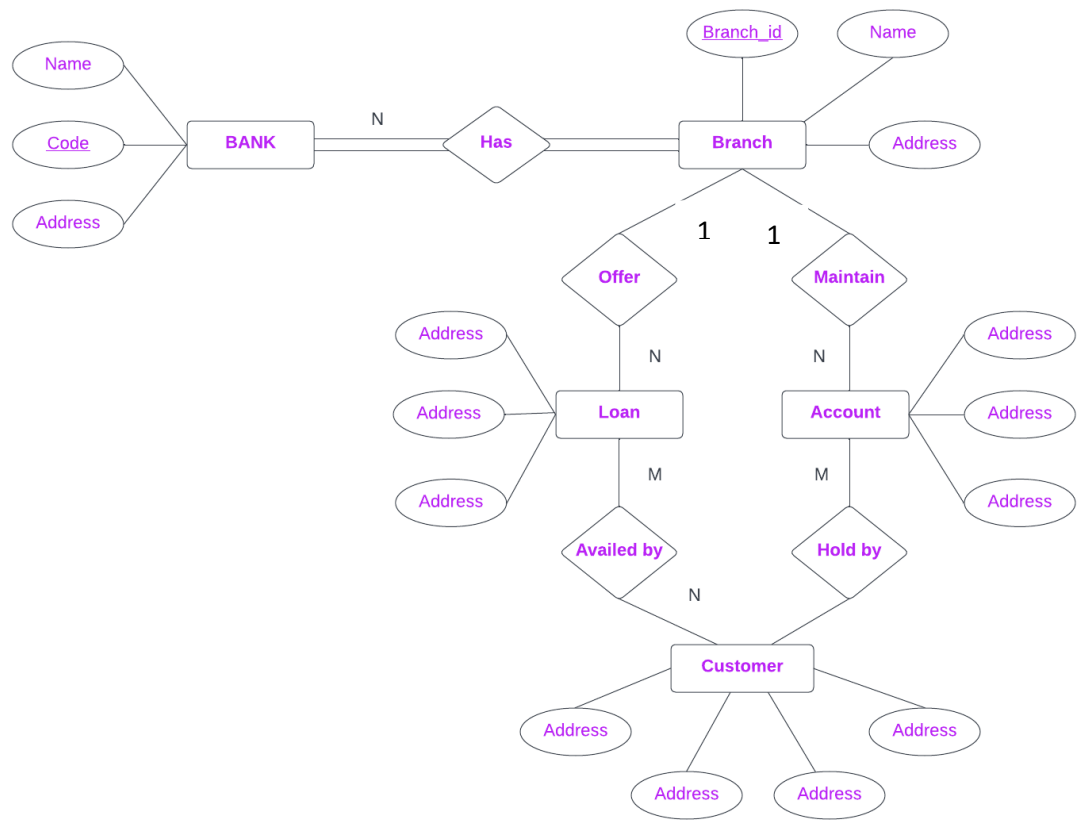 Branch_id
Name
Name
N
BANK
Has
Branch
Code
Address
Address
1
1
Offer
Maintain
Address
N
N
Address
Address
Loan
Account
Address
M
M
Address
Address
Availed by
Hold by
N
Customer
Address
Address
Address
Address